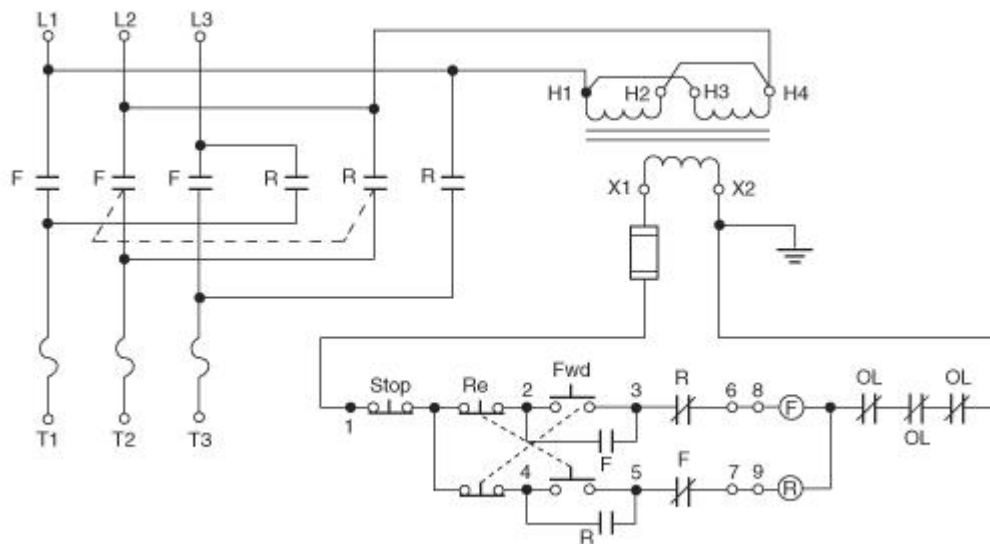 L1 L2 L3
H1 H2 H3 H4
F F F R R R
X1 X2
Fwd
Stop Re 2 3 R 6 8 F OL OL
1
F OL
4 5 F 7 9 R
R
T1 T2 T3